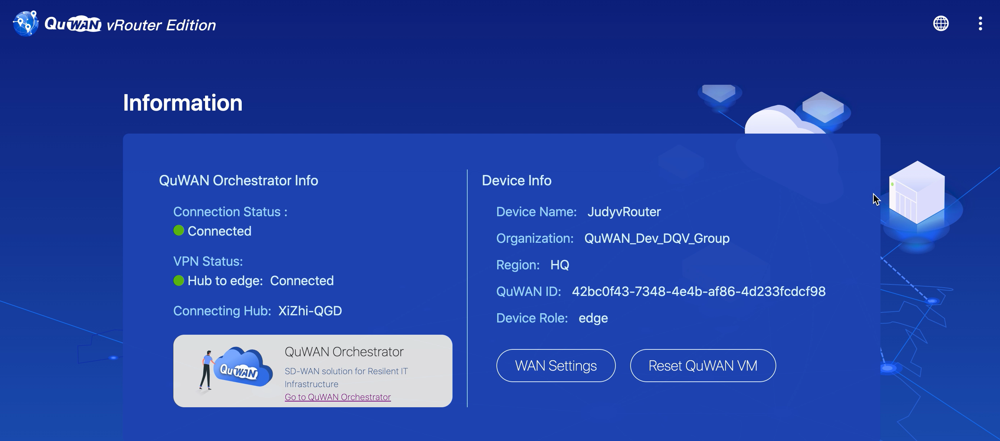 QuWAN vRouter Edition
Information
QuWAN Orchestrator Info
Connection Status :
Connected
VPN Status:
Hub to edge: Connected
Connecting Hub: XiZhi-QGD
QuWAN
QuWAN Orchestrator
SD-WAN solution for Resilent IT
Infrastructure
Go to QuWAN Orchestrator
Device Info
Device Name: JudyvRouter
Organization: QuWAN_Dev_DQV_Group
Region: HQ
QuWAN ID: 42bc0f43-7348-4e4b-af86-4d233fcdcf98
Device Role: edge
WAN Settings
Reset QuWAN VM